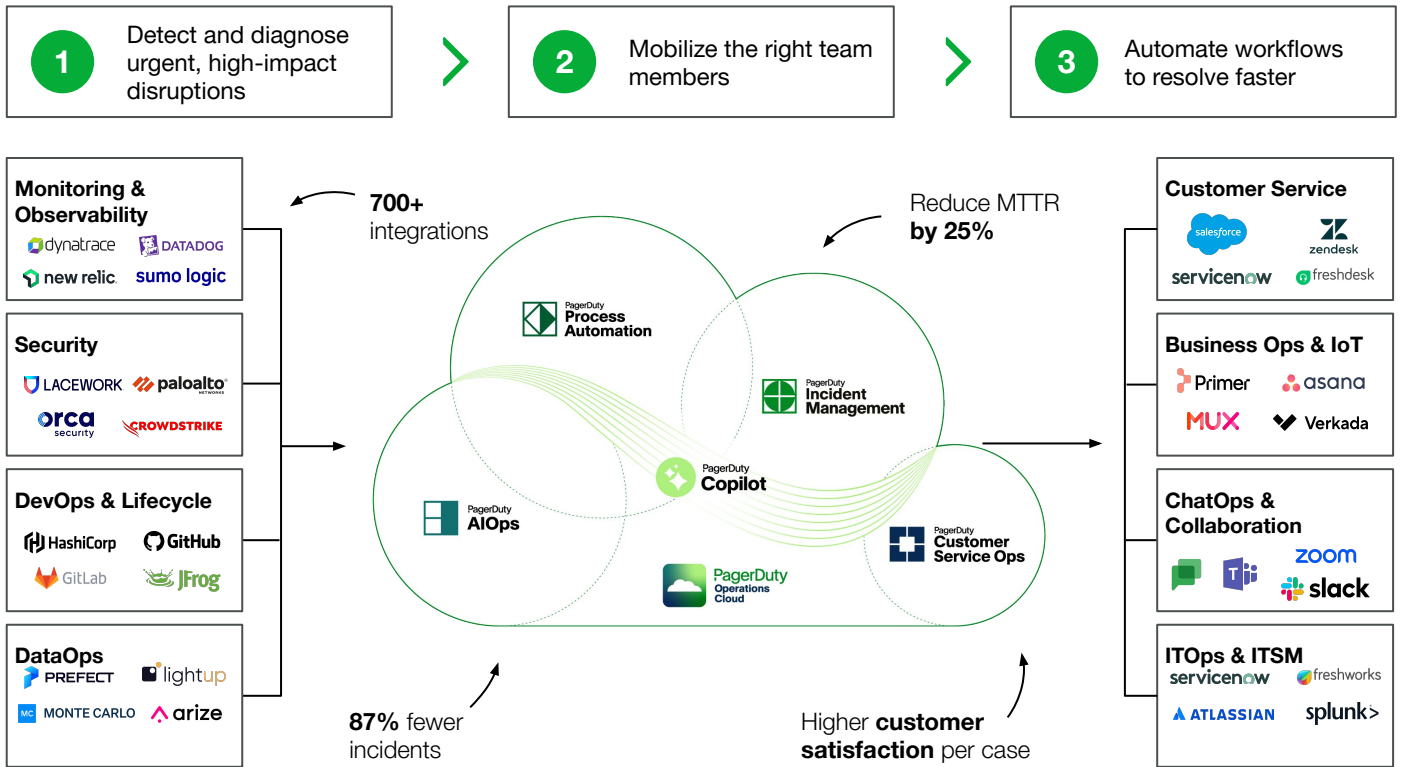 1
Detect and diagnose
urgent, high-impact
disruptions
2
Mobilize the right team
members
3
Automate workflows
to resolve faster
Monitoring &
Observability
dynatrace
DATADOG
new relic.
sumo logic
Security
LACEWORK
paloalto
NETWORKS
orca
security
CROWDSTRIKE
DevOps & Lifecycle
HashiCorp
GitHub
GitLab
JFrog
DataOps
PREFECT
lightup
MC
MONTE CARLO
arize
700+
integrations
Reduce MTTR
by 25%
PagerDuty
Process
Automation
PagerDuty
Incident
Management
PagerDuty
Copilot
PagerDuty
AIOps
PagerDuty
Customer
Service Ops
PagerDuty
Operations
Cloud
87% fewer
incidents
Higher customer
satisfaction per case
Customer Service
salesforce
zendesk
servicenow
freshdesk
Business Ops & IoT
Primer
asana
MUX
Verkada
ChatOps &
Collaboration
T
zoom
slack
ITOps & ITSM
servicenow
freshworks
ATLASSIAN
splunk>